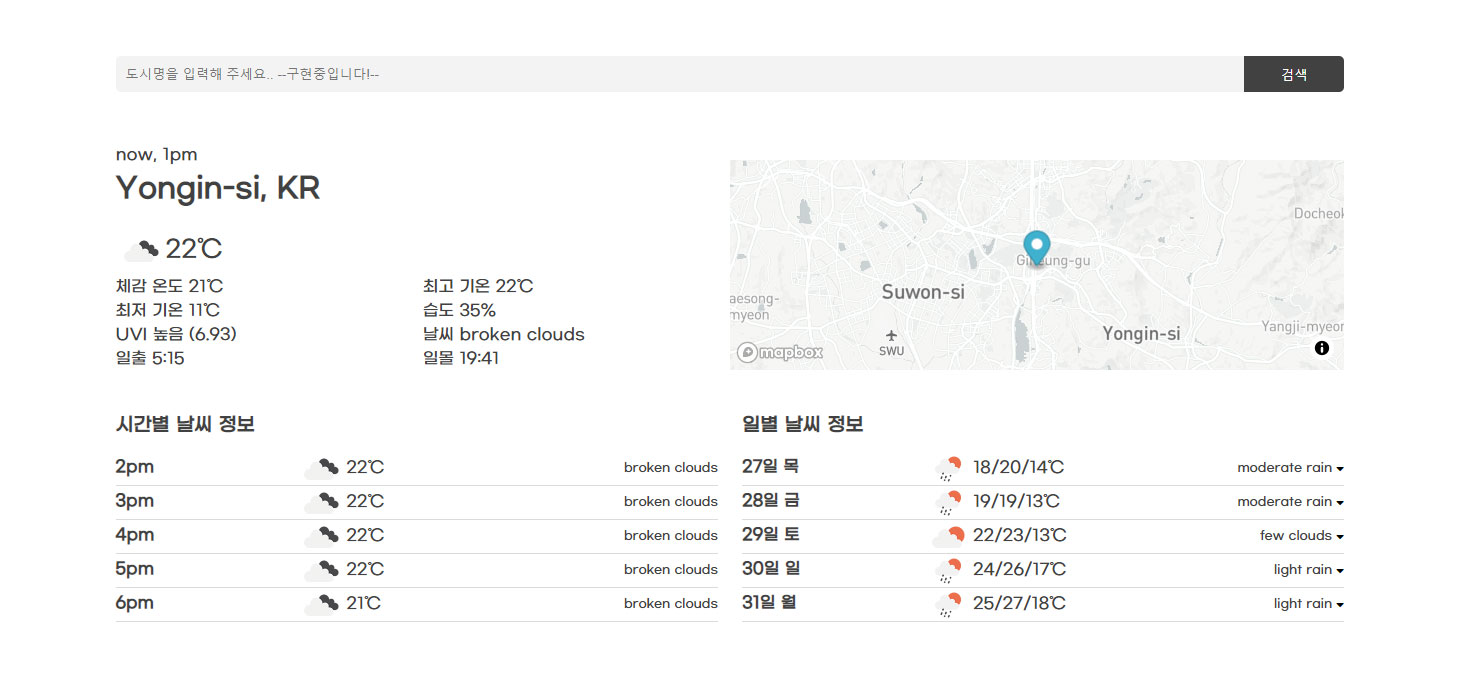 도시명을 입력해 주세요.. --구현중입니다!--
검색
now, 1pm
Yongin-si, KR
22℃
체감 온도 21℃
최고 기온 22℃
최저 기온 11℃
습도 35%
UVI 높음 (6.93)
날씨 broken clouds
일출 5:15
일몰 19:41
Docheok
Suwon-si
aesong-
myeon
Yongin-si
Yangji-myeon
SWU
mapbox
시간별 날씨 정보
2pm 22℃ broken clouds
3pm 22℃ broken clouds
4pm 22℃ broken clouds
5pm 22℃ broken clouds
6pm 21℃ broken clouds
일별 날씨 정보
27일 목 18/20/14℃ moderate rain
28일 금 19/19/13℃ moderate rain
29일 토 22/23/13℃ few clouds
30일 일 24/26/17℃ light rain
31일 월 25/27/18℃ light rain